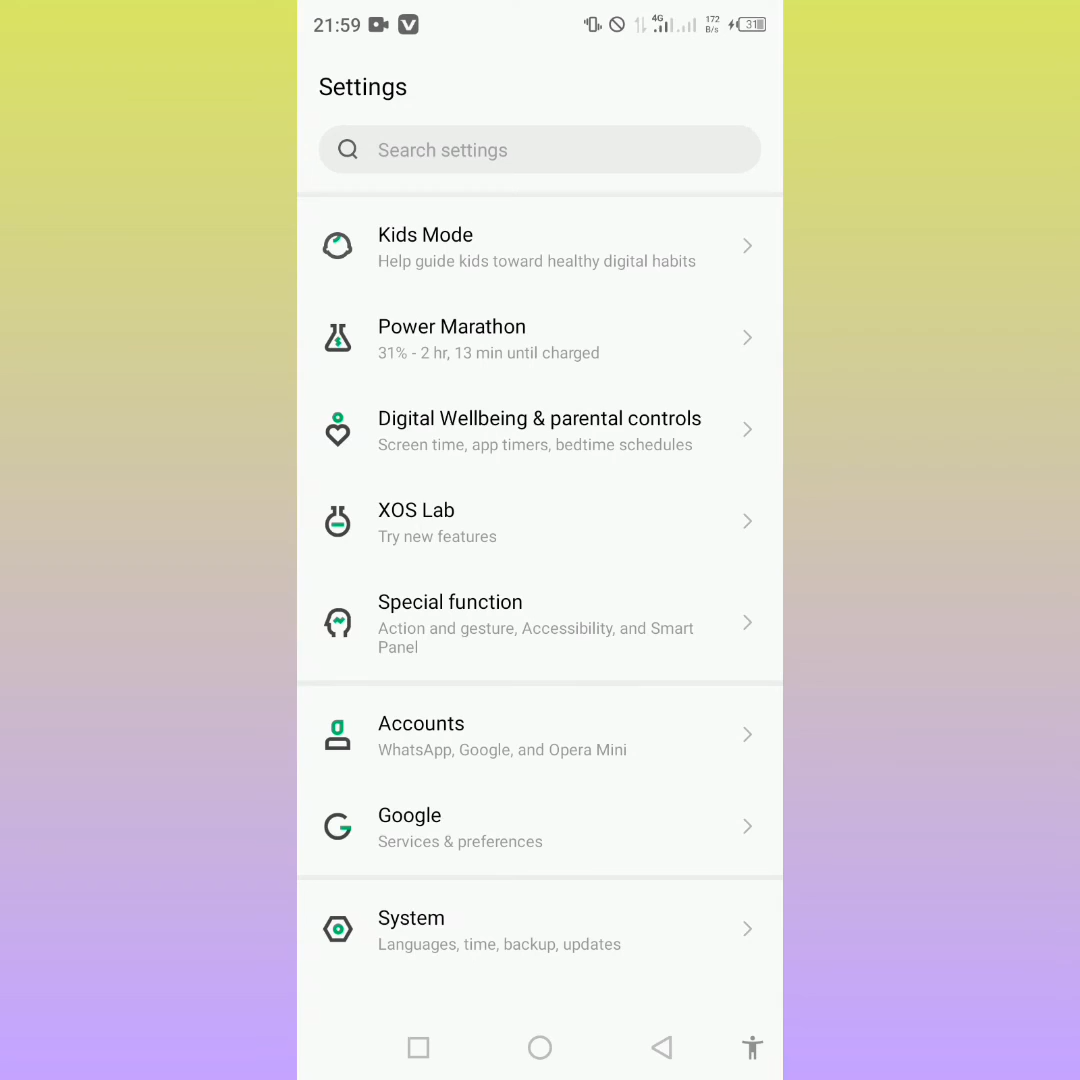 21:59
4G
172
B/s
31
Settings
Search settings
Kids Mode
Help guide kids toward healthy digital habits
Power Marathon
31% - 2 hr, 13 min until charged
Digital Wellbeing & parental controls
Screen time, app timers, bedtime schedules
XOS Lab
Try new features
Special function
Action and gesture, Accessibility, and Smart
Panel
Accounts
WhatsApp, Google, and Opera Mini
Google
Services & preferences
System
Languages, time, backup, updates